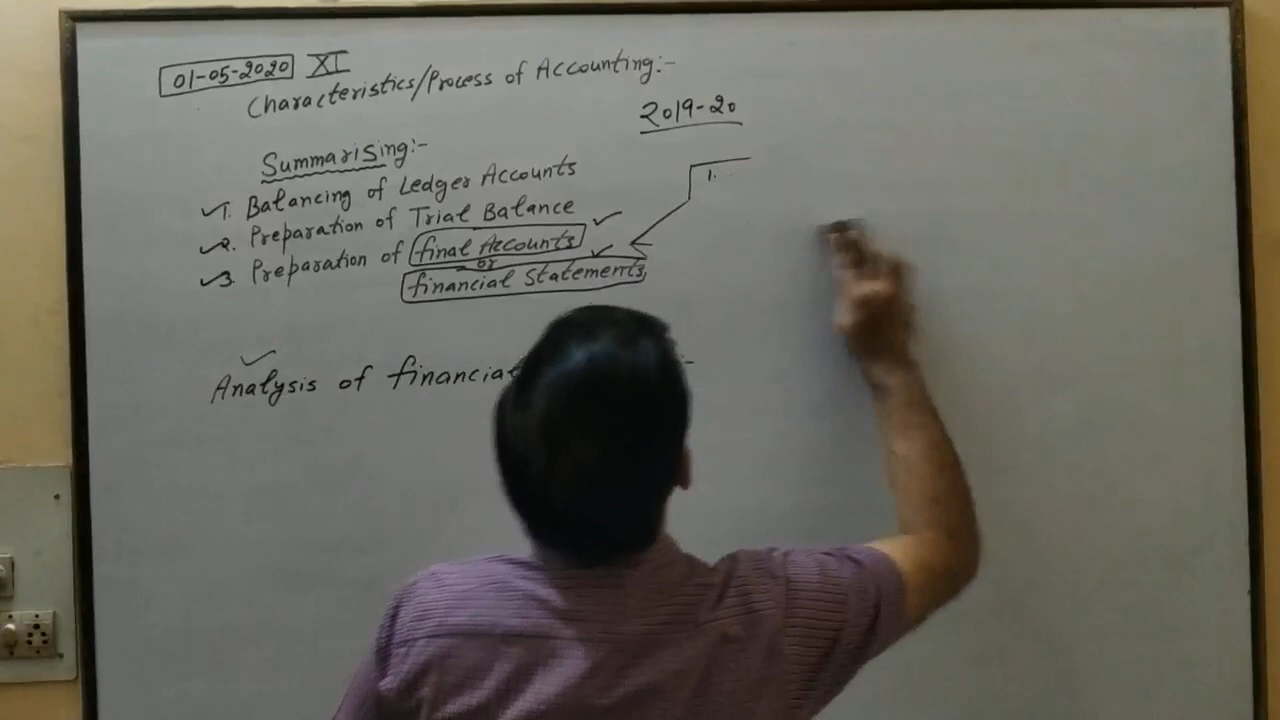 01-05-2020 XI
Characteristics/Process of Accounting:-
2019-20
Summarising:-
1. Balancing of Ledger Accounts
2. Preparation of Trial Balance
3. Preparation of final Accounts
or
financial Statements
1.
Analysis of financial